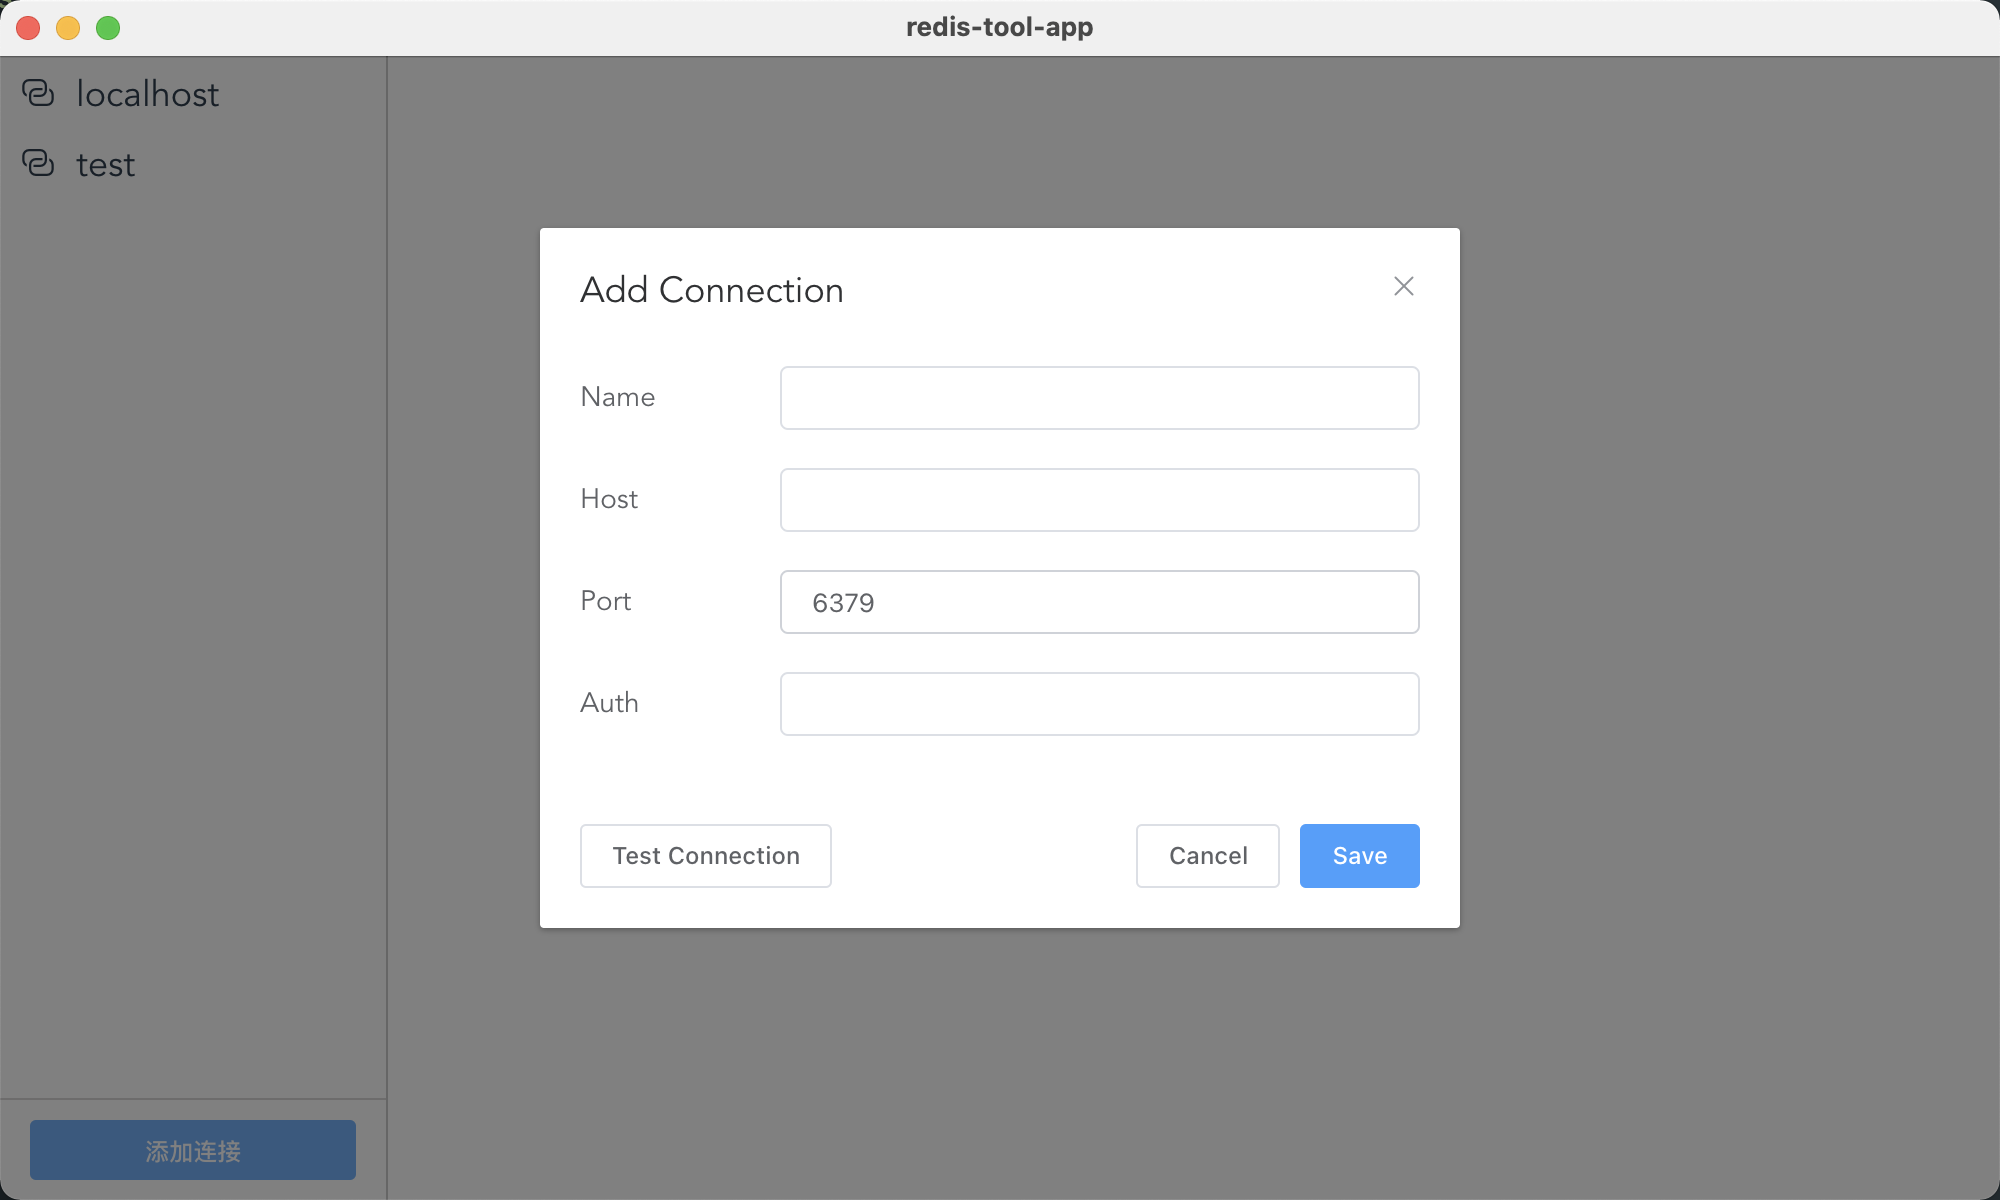 redis-tool-app
localhost
test
Add Connection
Name
Host
Port
6379
Auth
Test Connection
Cancel
Save
添加连接